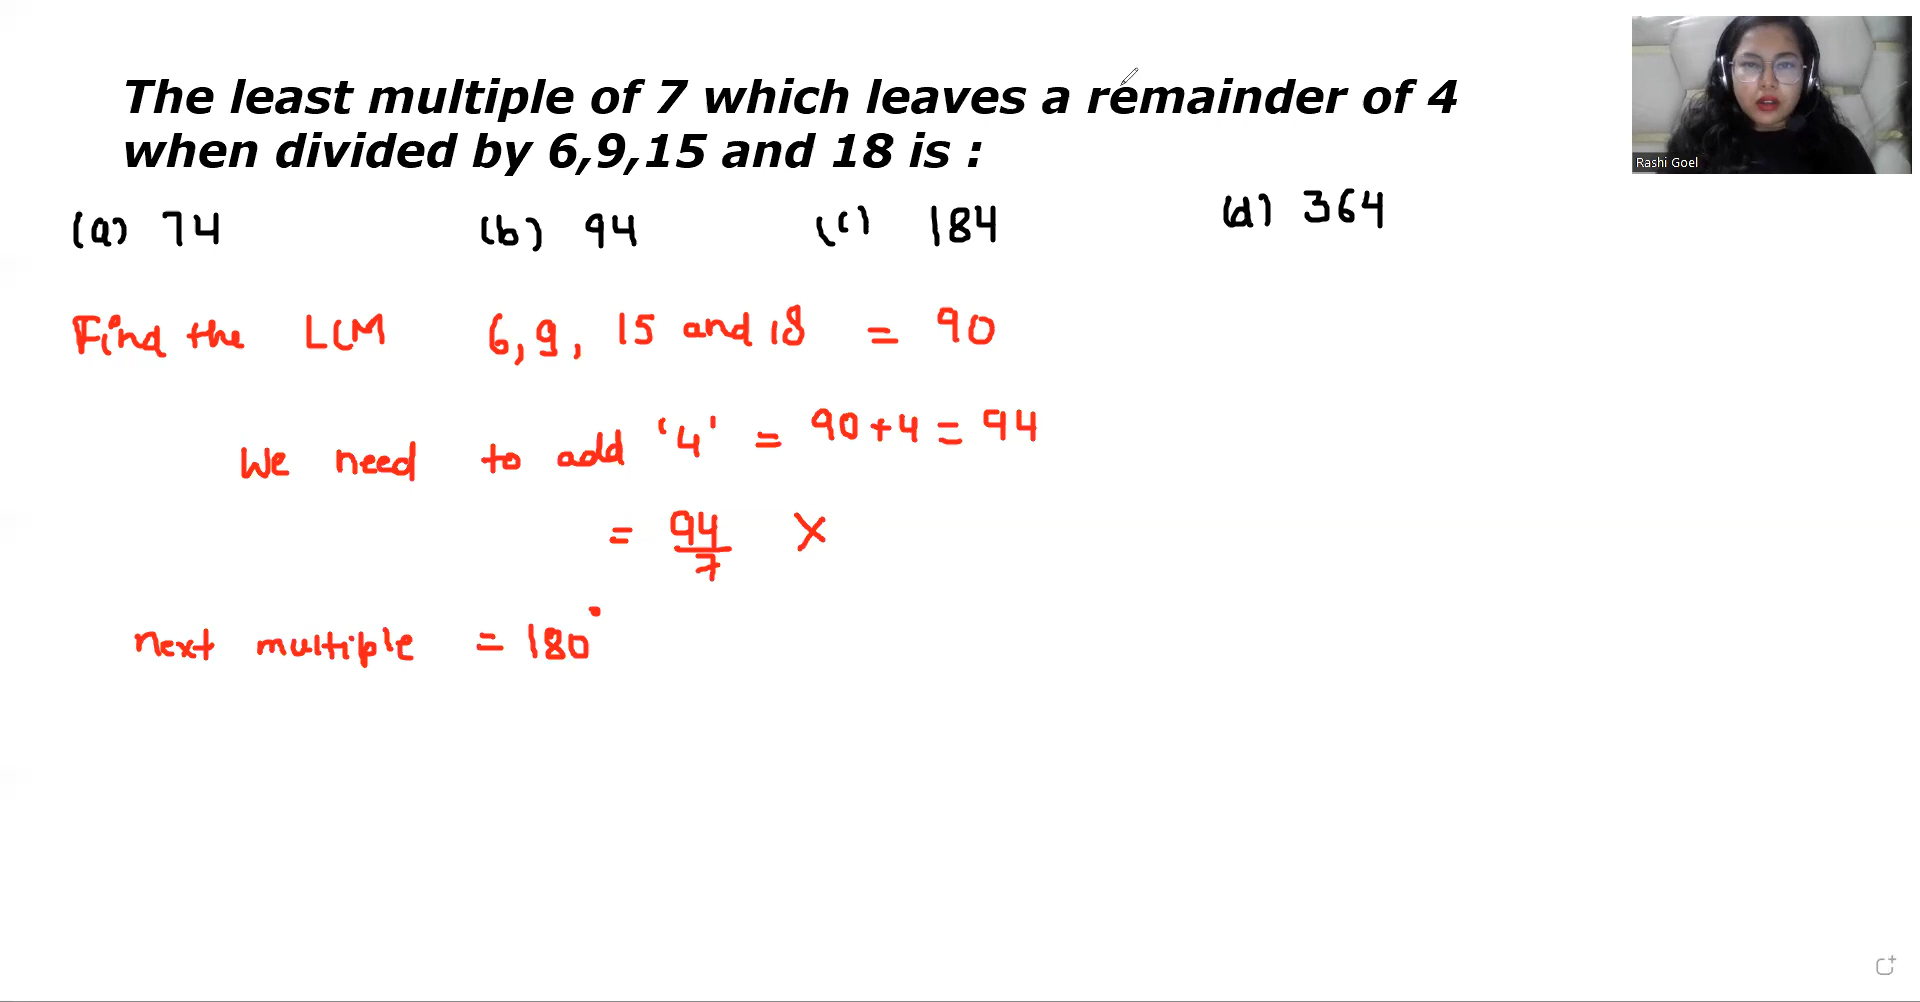 The least multiple of 7 which leaves a remainder of 4
when divided by 6,9,15 and 18 is :
(a) 74 (b) 94 (c) 184 (d) 364
Find the LCM 6, 9, 15 and 18 = 90
We need to add '4' = 90 + 4 = 94
= 94/7 X
next multiple = 180
Rashi Goel